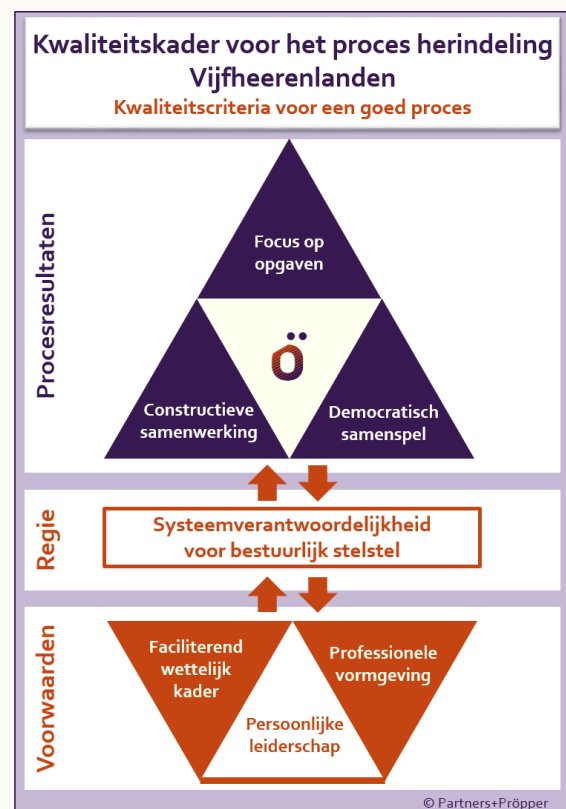 Kwaliteitskader voor het proces herindeling
Vijfheerenlanden
Kwaliteitscriteria voor een goed proces
Procesresultaten
Focus op
opgaven
ö
Constructieve
samenwerking
Democratisch
samenspel
Regie
Systeemverantwoordelijkheid
voor bestuurlijk stelstel
Voorwaarden
Faciliterend
wettelijk
kader
Professionele
vormgeving
Persoonlijke
leiderschap
© Partners+Pröpper